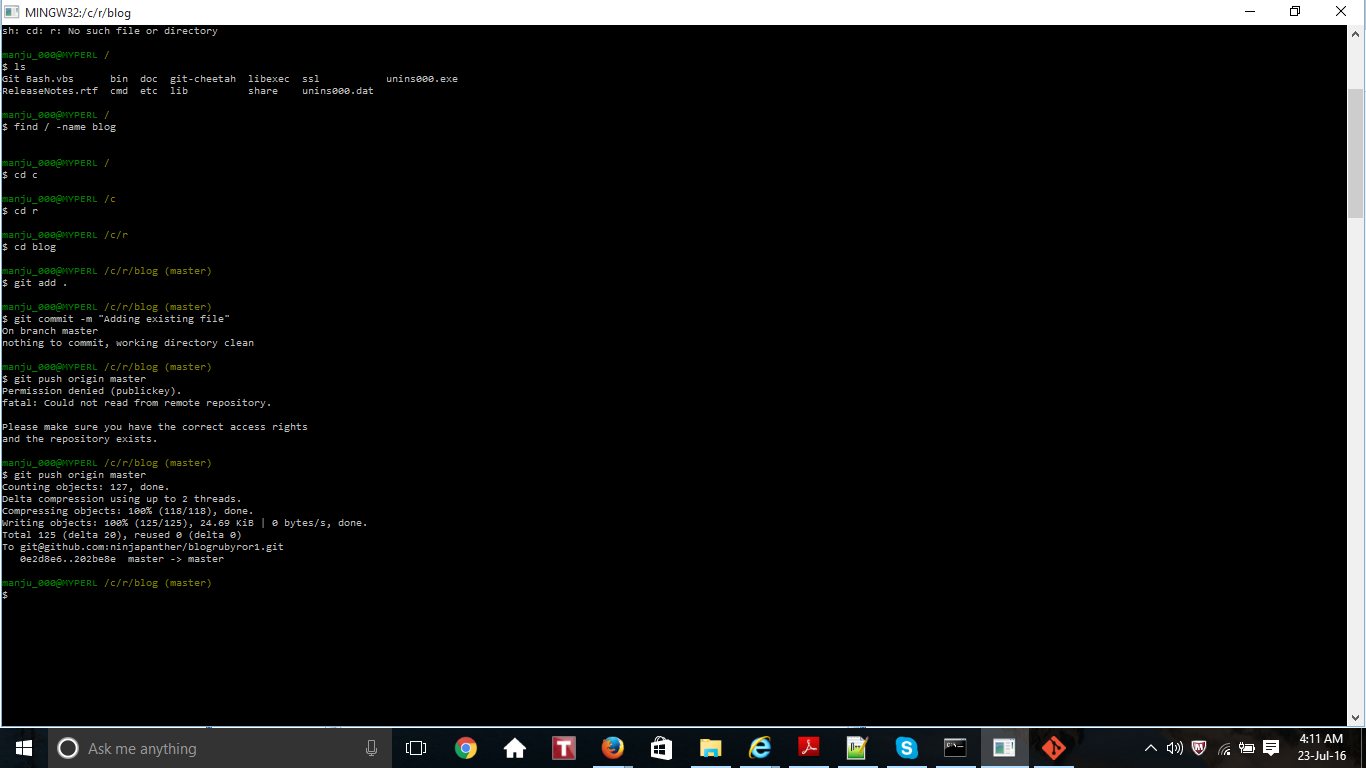 MINGW32:/c/r/blog
sh: cd: r: No such file or directory
manju_000@MYPERL /
$ ls
Git Bash.vbs      bin  doc  git-cheetah  libexec  ssl           unins000.exe
ReleaseNotes.rtf  cmd  etc  lib          share    unins000.dat
manju_000@MYPERL /
$ find / -name blog
manju_000@MYPERL /
$ cd c
manju_000@MYPERL /c
$ cd r
manju_000@MYPERL /c/r
$ cd blog
manju_000@MYPERL /c/r/blog (master)
$ git add .
manju_000@MYPERL /c/r/blog (master)
$ git commit -m "Adding existing file"
On branch master
nothing to commit, working directory clean
manju_000@MYPERL /c/r/blog (master)
$ git push origin master
Permission denied (publickey).
fatal: Could not read from remote repository.
Please make sure you have the correct access rights
and the repository exists.
manju_000@MYPERL /c/r/blog (master)
$ git push origin master
Counting objects: 127, done.
Delta compression using up to 2 threads.
Compressing objects: 100% (118/118), done.
Writing objects: 100% (125/125), 24.69 KiB | 0 bytes/s, done.
Total 125 (delta 20), reused 0 (delta 0)
To git@github.com:ninjapanther/blogrubyror1.git
   0e2d8e6..202be8e  master -> master
manju_000@MYPERL /c/r/blog (master)
$
Ask me anything
4:11 AM
23-Jul-16